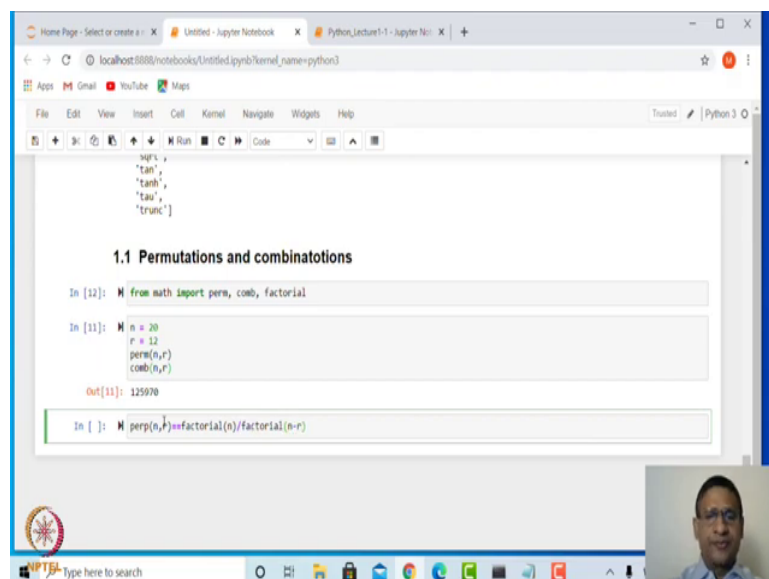 Home Page - Select or create a n
Untitled - Jupyter Notebook
Python_Lecture1-1 - Jupyter No
localhost:8888/notebooks/Untitled.ipynb?kernel_name=python3
Apps
Gmail
YouTube
Maps
File Edit View Insert Cell Kernel Navigate Widgets Help
Trusted
Python 3
Run
Code
'sqrt',
'tan',
'tanh',
'tau',
'trunc']
1.1 Permutations and combinatotions
In [12]: from math import perm, comb, factorial
In [11]: n = 20
r = 12
perm(n,r)
comb(n,r)
Out[11]: 125970
In [ ]: perp(n,r)==factorial(n)/factorial(n-r)
NPTEL
Type here to search